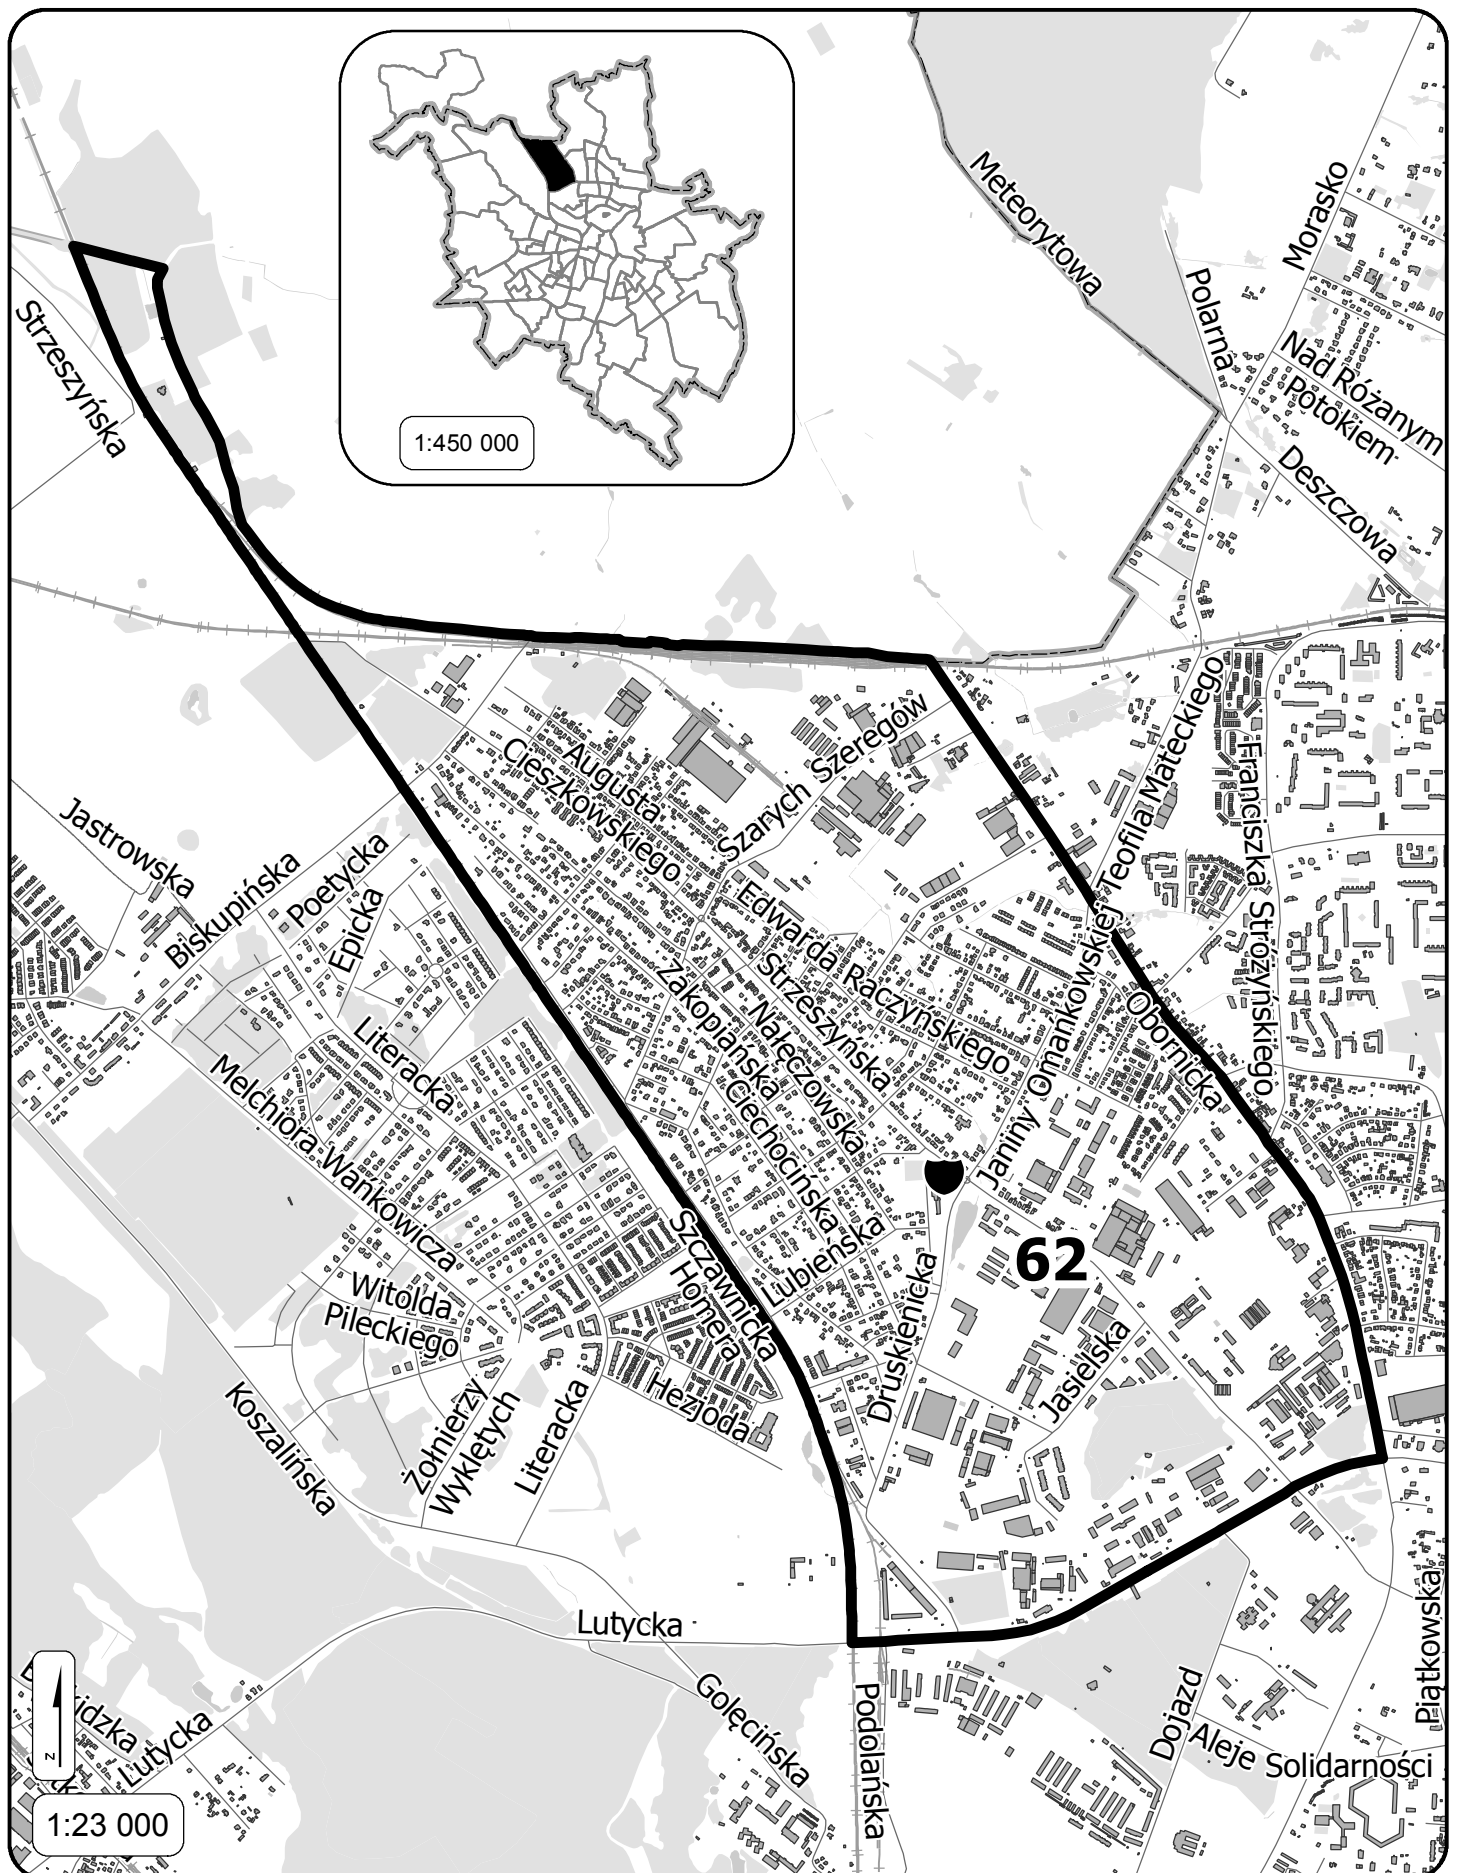 Meteorytowa
Morasko
Polarna
Nad Różanym
Potokiem
Deszczowa
Strzeszyńska
1:450 000
Teofila Mateckiego
Franciszka Stróżyńskiego
Szarych Szeregów
Augusta
Cieszkowskiego
Jastrowska
Biskupińska
Poetycka
Epicka
Edwarda Raczyńskiego
Strzeszyńska
Zakopiańska
Nałęczowska
Ciechocińska
Janiny Omańkowskiej
Obornicka
Literacka
Melchiora Wańkowicza
Szczawnicka
Homera
Lubieńska
62
Witolda
Pileckiego
Druskienicka
Jasielska
Hezjoda
Koszalińska
Żołnierzy
Wyklętych
Literacka
Lutycka
Piątkowska
Gołęcińska
Podolańska
Dojazd
Aleje Solidarności
Lutycka
N
1:23 000